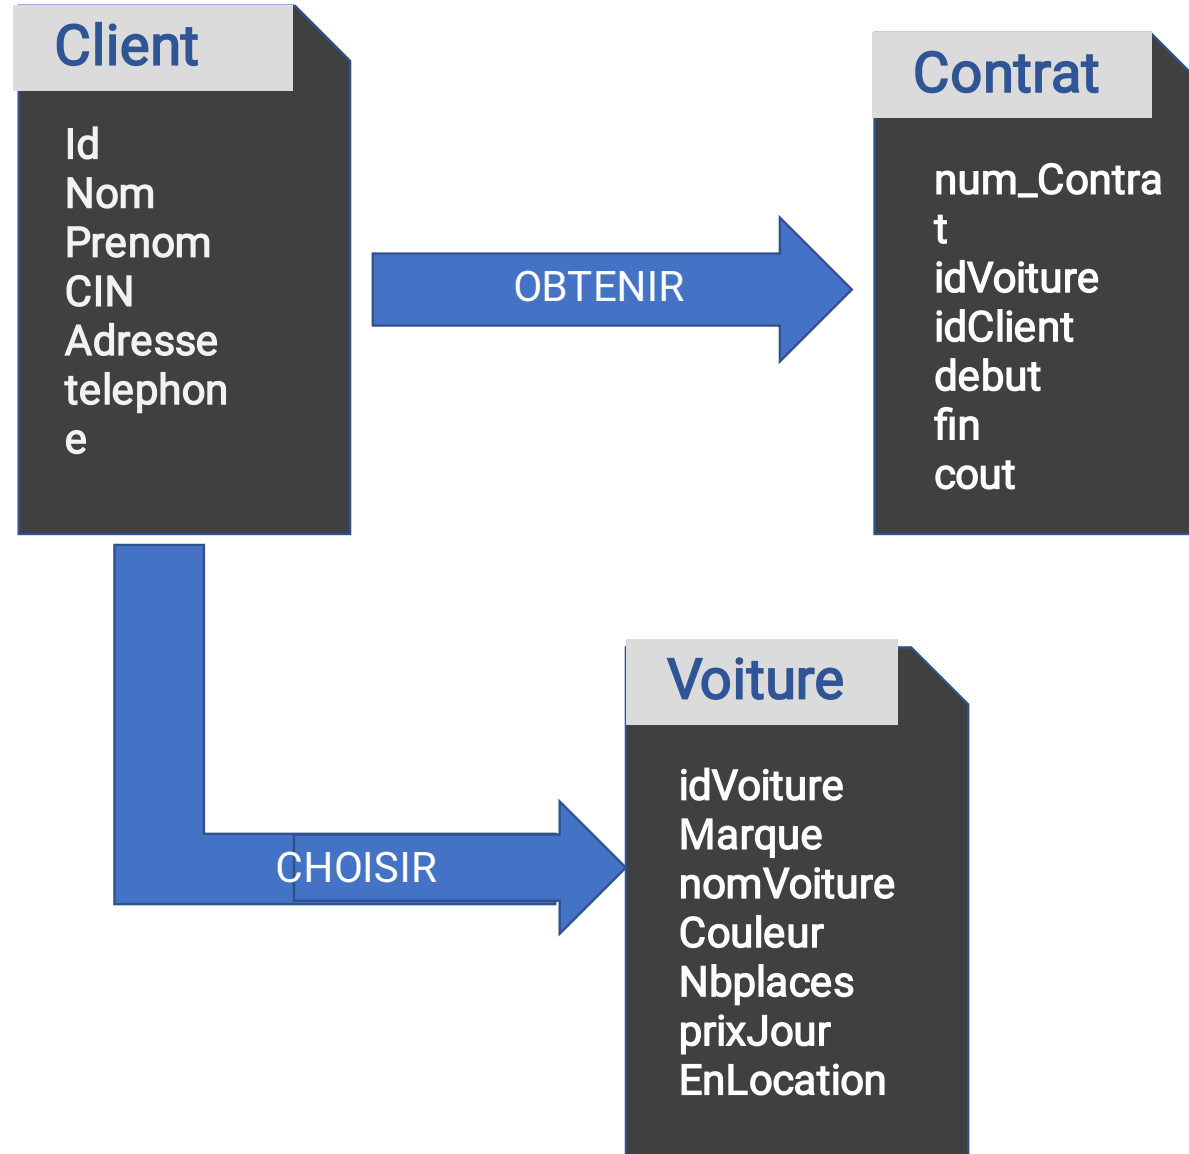 Client
Id
Nom
Prenom
CIN
Adresse
telephon
e
OBTENIR
Contrat
num_Contra
t
idVoiture
idClient
debut
fin
cout
CHOISIR
Voiture
idVoiture
Marque
nomVoiture
Couleur
Nbplaces
prixJour
EnLocation